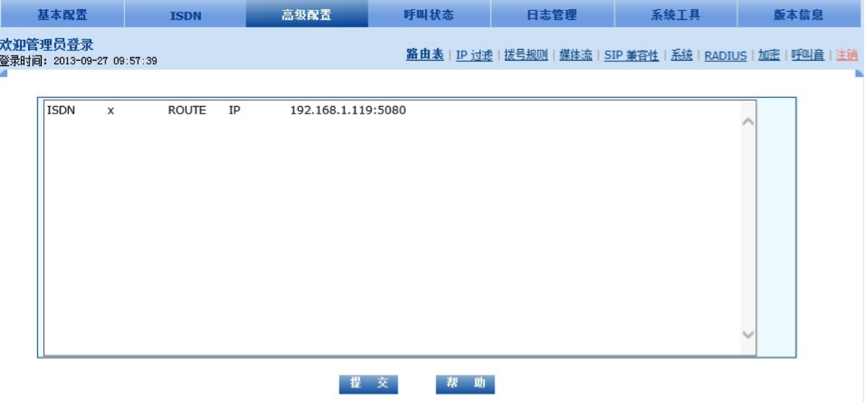 基本配置 ISDN 高级配置 呼叫状态 日志管理 系统工具 版本信息
欢迎管理员登录
登录时间: 2013-09-27 09:57:39
路由表 | IP 过滤 | 拨号规则 | 媒体流 | SIP 兼容性 | 系统 | RADIUS | 加密 | 呼叫音 | 注销
ISDN x ROUTE IP 192.168.1.119:5080
提 交 帮 助